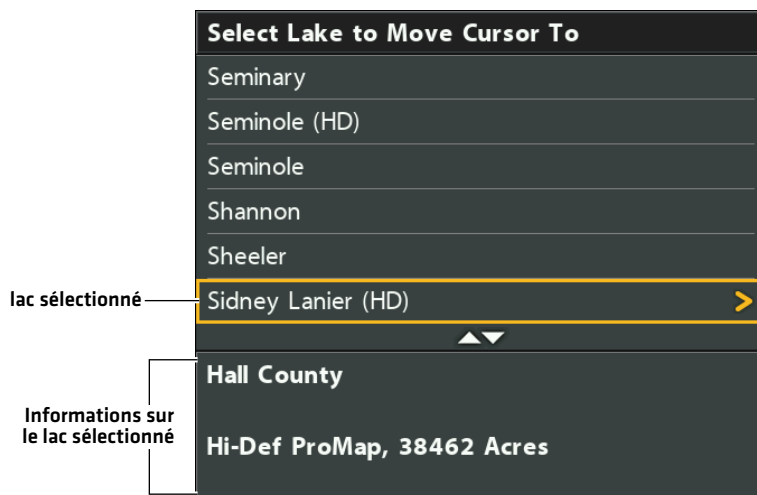 Select Lake to Move Cursor To
Seminary
Seminole (HD)
Seminole
Shannon
Sheeler
lac sélectionné
Sidney Lanier (HD)
Hall County
Informations sur
le lac sélectionné
Hi-Def ProMap, 38462 Acres